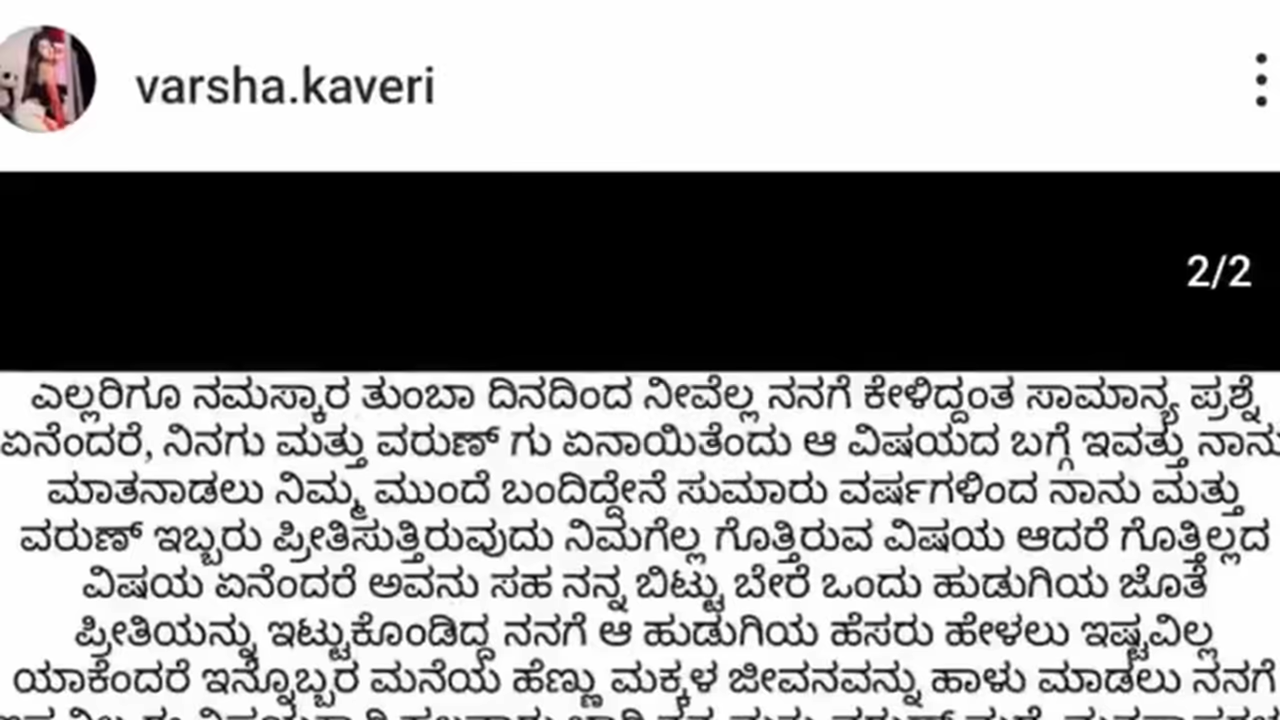 varsha.kaveri
2/2
ಎಲ್ಲರಿಗೂ ನಮಸ್ಕಾರ ತುಂಬಾ ದಿನದಿಂದ ನೀವೆಲ್ಲ ನನಗೆ ಕೇಳಿದ್ದಂತ ಸಾಮಾನ್ಯ ಪ್ರಶ್ನೆ
ಏನೆಂದರೆ, ನಿನಗು ಮತ್ತು ವರುಣ್ ಗು ಏನಾಯಿತೆಂದು ಆ ವಿಷಯದ ಬಗ್ಗೆ ಇವತ್ತು ನಾನು
ಮಾತನಾಡಲು ನಿಮ್ಮ ಮುಂದೆ ಬಂದಿದ್ದೇನೆ ಸುಮಾರು ವರ್ಷಗಳಿಂದ ನಾನು ಮತ್ತು
ವರುಣ್ ಇಬ್ಬರು ಪ್ರೀತಿಸುತ್ತಿರುವುದು ನಿಮಗೆಲ್ಲ ಗೊತ್ತಿರುವ ವಿಷಯ ಆದರೆ ಗೊತ್ತಿಲ್ಲದ
ವಿಷಯ ಏನೆಂದರೆ ಅವನು ಸಹ ನನ್ನ ಬಿಟ್ಟು ಬೇರೆ ಒಂದು ಹುಡುಗಿಯ ಜೊತೆ
ಪ್ರೀತಿಯನ್ನು ಇಟ್ಟುಕೊಂಡಿದ್ದ ನನಗೆ ಆ ಹುಡುಗಿಯ ಹೆಸರು ಹೇಳಲು ಇಷ್ಟವಿಲ್ಲ
ಯಾಕೆಂದರೆ ಇನ್ನೊಬ್ಬರ ಮನೆಯ ಹೆಣ್ಣು ಮಕ್ಕಳ ಜೀವನವನ್ನು ಹಾಳು ಮಾಡಲು ನನಗೆ